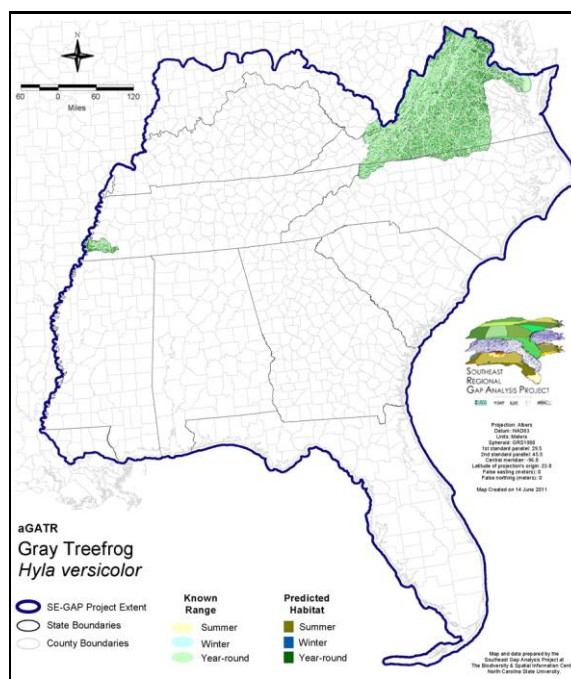 N
60 0 60 120
Miles
SOUTHEAST
REGIONAL
GAP ANALYSIS PROJECT
USGS
Projection: Albers
Datum: NAD83
Units: Meters
Spheroid: GRS1980
1st standard parallel: 29.5
2nd standard parallel: 45.5
Central meridian: -96.0
Latitude of projection's origin: 23.0
False easting (meters): 0
False northing (meters): 0
Map Created on 14 June 2011
aGATR
Gray Treefrog
Hyla versicolor
SE-GAP Project Extent
State Boundaries
County Boundaries
Known
Range
Summer
Winter
Year-round
Predicted
Habitat
Summer
Winter
Year-round
Map and data prepared by the
Southeast Gap Analysis Project at
The Biodiversity & Spatial Information Cent
North Carolina State University.